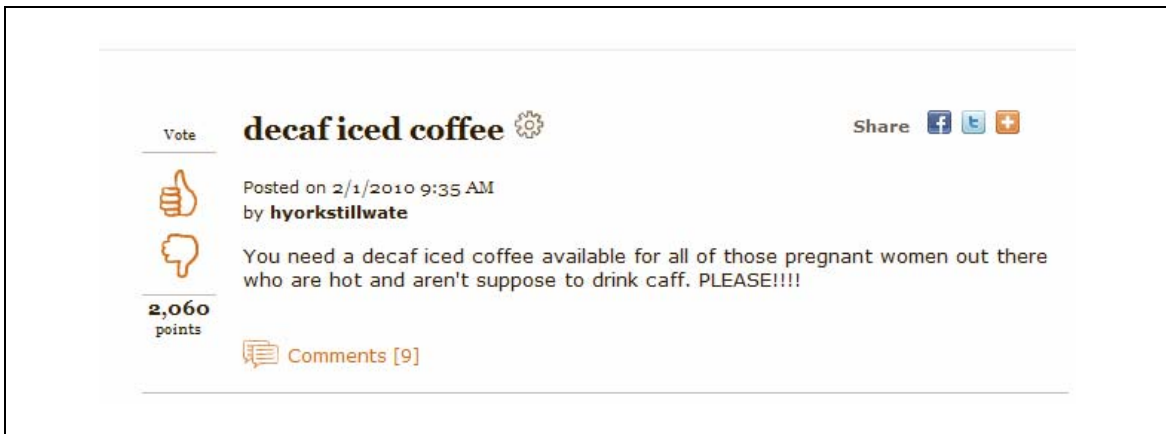 Vote
decaf iced coffee
Share
Posted on 2/1/2010 9:35 AM
by hyorkstillwate
You need a decaf iced coffee available for all of those pregnant women out there
who are hot and aren't suppose to drink caff. PLEASE!!!!
2,060
points
Comments [9]